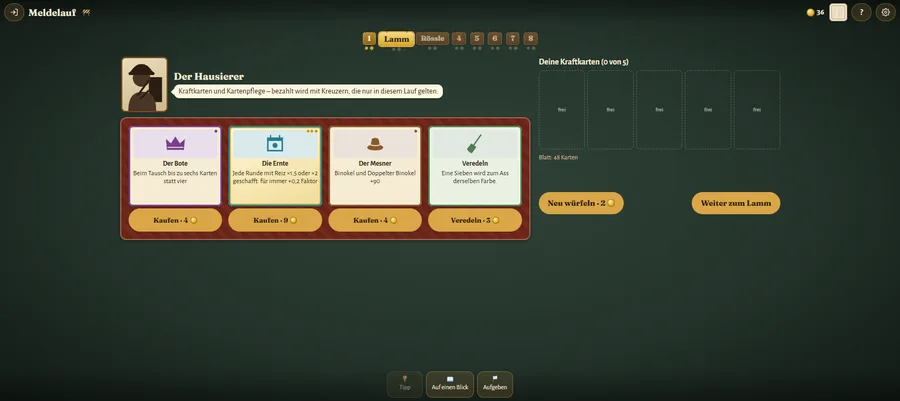 Meldelauf
36
?
1 Lamm Rössle 4 5 6 7 8
Der Hausierer
Kraftkarten und Kartenpflege – bezahlt wird mit Kreuzern, die nur in diesem Lauf gelten.
Der Bote
Beim Tausch bis zu sechs Karten
statt vier
Kaufen · 4
Die Ernte
Jede Runde mit Reiz ×1,5 oder +2
geschafft: für immer +0,2 Faktor
Kaufen · 9
Der Mesner
Binokel und Doppelter Binokel
+90
Kaufen · 4
Veredeln
Eine Sieben wird zum Ass
derselben Farbe.
Veredeln · 3
Deine Kraftkarten (0 von 5)
frei frei frei frei frei
Blatt: 48 Karten
Neu würfeln · 2
Weiter zum Lamm
Tipp
Auf einen Blick
Aufgeben